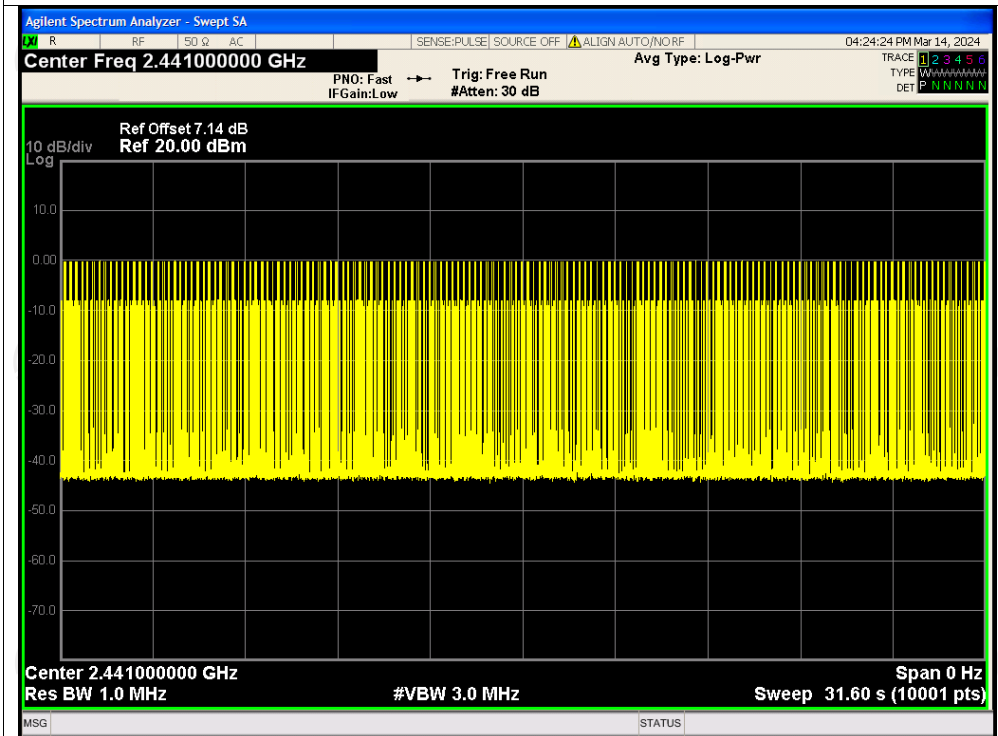 Agilent Spectrum Analyzer - Swept SA
LXI R RF 50 Ω AC SENSE:PULSE SOURCE OFF ALIGN AUTO/NO RF 04:24:24 PM Mar 14, 2024
Center Freq 2.441000000 GHz Avg Type: Log-Pwr TRACE 1 2 3 4 5 6
PNO: Fast Trig: Free Run TYPE W
IFGain:Low #Atten: 30 dB DET P N N N N N
Ref Offset 7.14 dB
10 dB/div Ref 20.00 dBm
Log
10.0
0.00
-10.0
-20.0
-30.0
-40.0
-50.0
-60.0
-70.0
Center 2.441000000 GHz Span 0 Hz
Res BW 1.0 MHz #VBW 3.0 MHz Sweep 31.60 s (10001 pts)
MSG STATUS